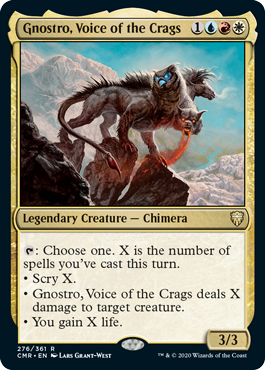 Gnostro, Voice of the Crags 1
Legendary Creature — Chimera
: Choose one. X is the number
of spells you've cast this turn.
• Scry X.
• Gnostro, Voice of the Crags deals X
damage to target creature.
• You gain X life.
3/3
276/361 R
CMR • EN Lars Grant-West
™ & © 2020 Wizards of the Coast